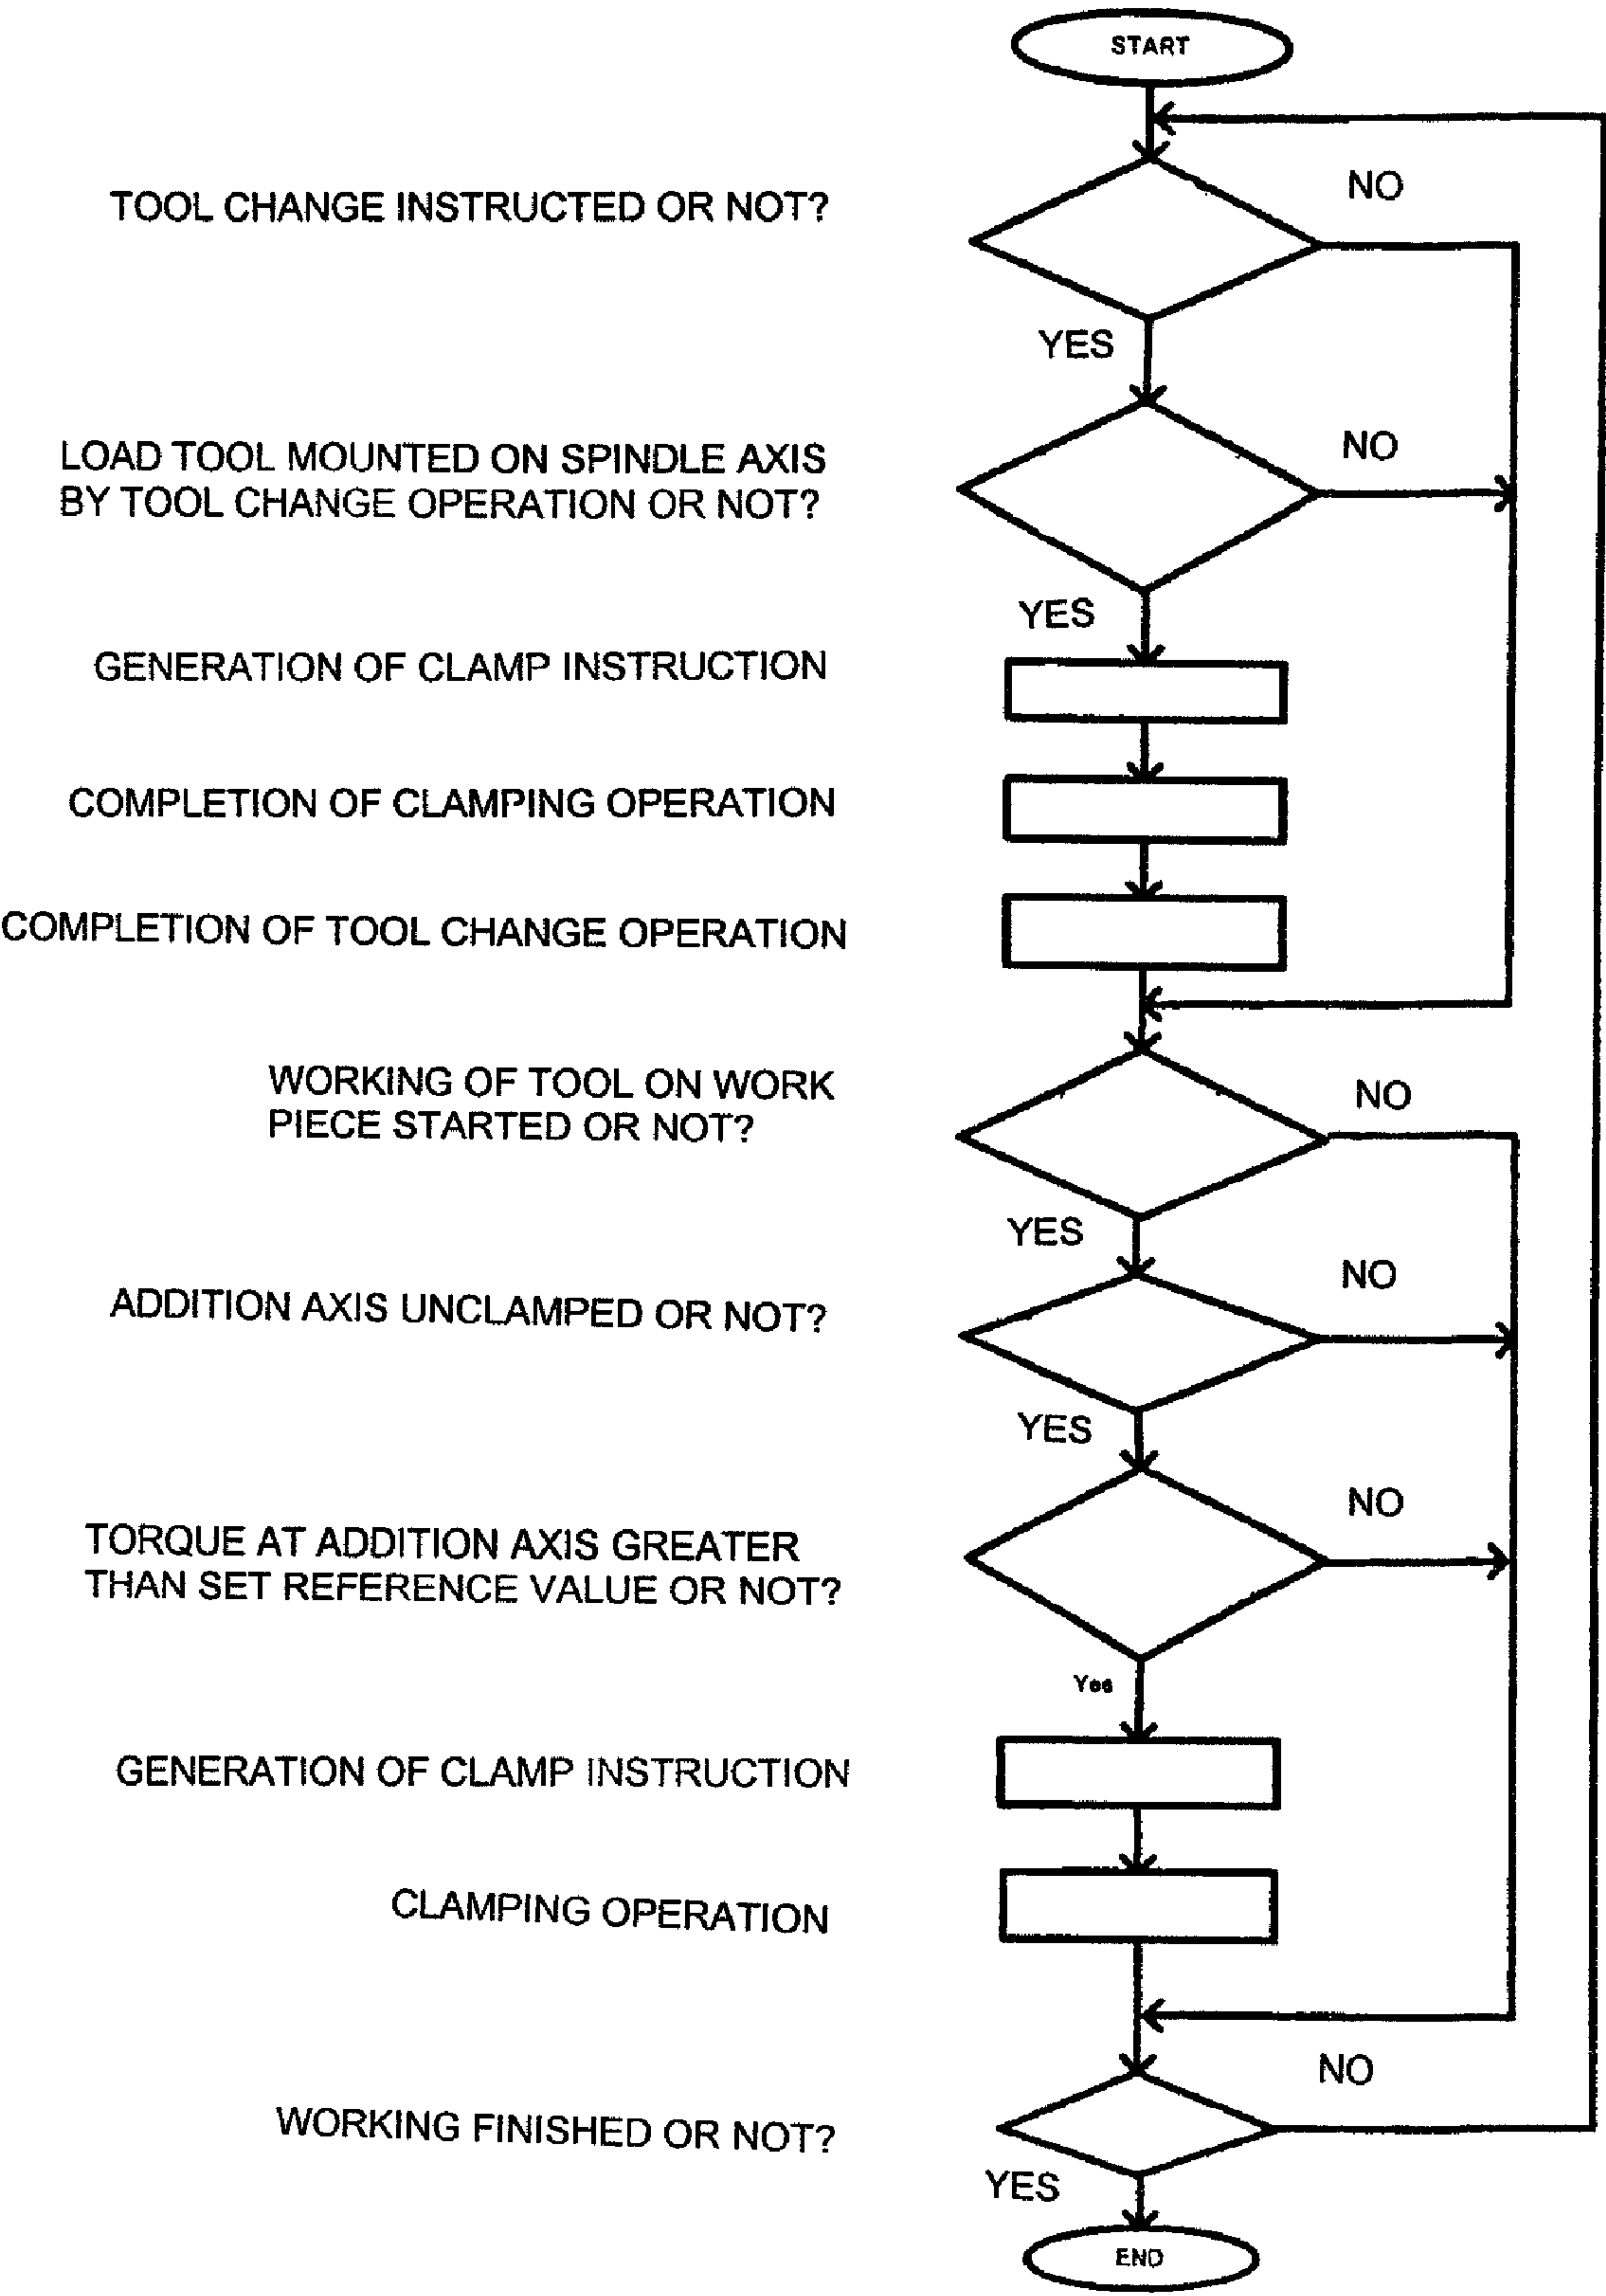 START
NO
TOOL CHANGE INSTRUCTED OR NOT?
YES
NO
LOAD TOOL MOUNTED ON SPINDLE AXIS
BY TOOL CHANGE OPERATION OR NOT?
YES
GENERATION OF CLAMP INSTRUCTION
COMPLETION OF CLAMPING OPERATION
COMPLETION OF TOOL CHANGE OPERATION
WORKING OF TOOL ON WORK
PIECE STARTED OR NOT?
NO
YES
NO
ADDITION AXIS UNCLAMPED OR NOT?
YES
NO
TORQUE AT ADDITION AXIS GREATER
THAN SET REFERENCE VALUE OR NOT?
Yes
GENERATION OF CLAMP INSTRUCTION
CLAMPING OPERATION
NO
WORKING FINISHED OR NOT?
YES
END